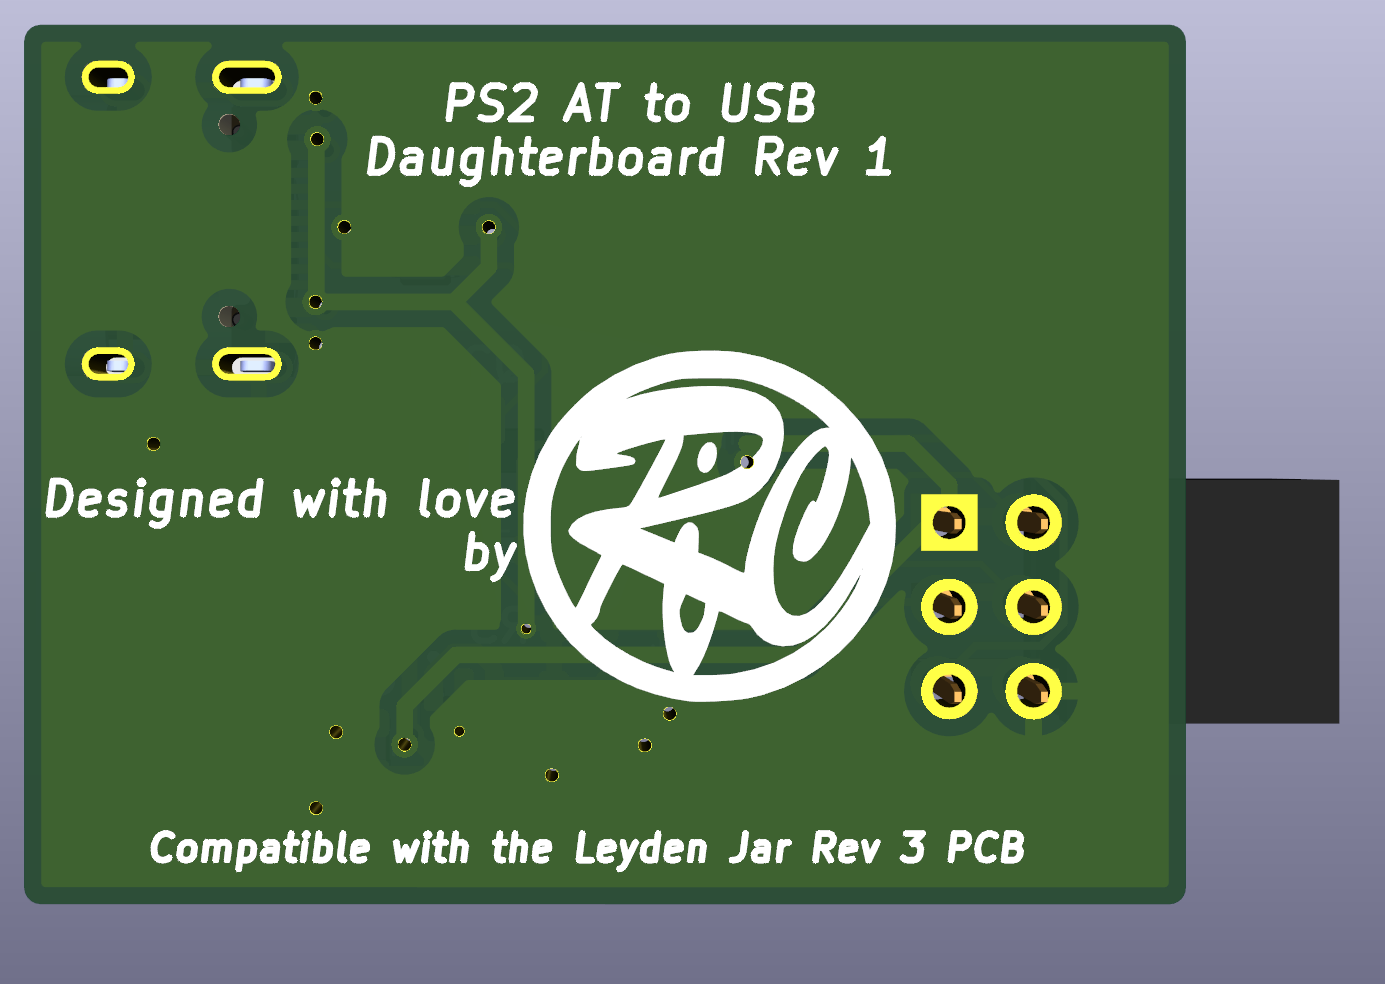 PS2 AT to USB
Daughterboard Rev 1
Designed with love
by
Compatible with the Leyden Jar Rev 3 PCB